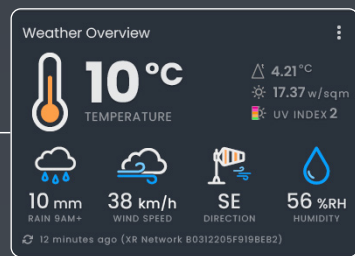 Weather Overview
10 °C
TEMPERATURE
4.21°C
17.37 w/sqm
UV INDEX 2
10 mm
RAIN 9AM+
38 km/h
WIND SPEED
SE
DIRECTION
56 %RH
HUMIDITY
12 minutes ago (XR Network B0312205F919BEB2)